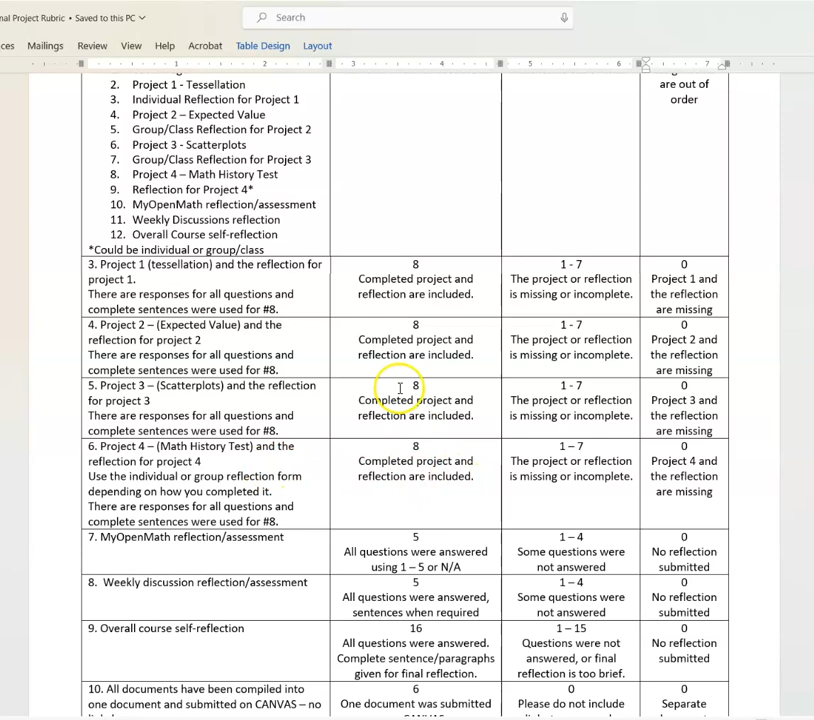 nal Project Rubric • Saved to this PC
Search
ces Mailings Review View Help Acrobat Table Design Layout
1 2 3 4 5 6 7
are out of
order
2. Project 1 - Tessellation
3. Individual Reflection for Project 1
4. Project 2 – Expected Value
5. Group/Class Reflection for Project 2
6. Project 3 - Scatterplots
7. Group/Class Reflection for Project 3
8. Project 4 – Math History Test
9. Reflection for Project 4*
10. MyOpenMath reflection/assessment
11. Weekly Discussions reflection
12. Overall Course self-reflection
*Could be individual or group/class
3. Project 1 (tessellation) and the reflection for
project 1.
There are responses for all questions and
complete sentences were used for #8.
8
Completed project and
reflection are included.
1 - 7
The project or reflection
is missing or incomplete.
0
Project 1 and
the reflection
are missing
4. Project 2 – (Expected Value) and the
reflection for project 2
There are responses for all questions and
complete sentences were used for #8.
8
Completed project and
reflection are included.
1 - 7
The project or reflection
is missing or incomplete.
0
Project 2 and
the reflection
are missing
5. Project 3 – (Scatterplots) and the reflection
for project 3
There are responses for all questions and
complete sentences were used for #8.
8
Completed project and
reflection are included.
1 - 7
The project or reflection
is missing or incomplete.
0
Project 3 and
the reflection
are missing
6. Project 4 – (Math History Test) and the
reflection for project 4
Use the individual or group reflection form
depending on how you completed it.
There are responses for all questions and
complete sentences were used for #8.
8
Completed project and
reflection are included.
1 – 7
The project or reflection
is missing or incomplete.
0
Project 4 and
the reflection
are missing
7. MyOpenMath reflection/assessment
5
All questions were answered
using 1 – 5 or N/A
1 – 4
Some questions were
not answered
0
No reflection
submitted
8. Weekly discussion reflection/assessment
5
All questions were answered,
sentences when required
1 – 4
Some questions were
not answered
0
No reflection
submitted
9. Overall course self-reflection
16
All questions were answered.
Complete sentence/paragraphs
given for final reflection.
1 – 15
Questions were not
answered, or final
reflection is too brief.
0
No reflection
submitted
10. All documents have been compiled into
one document and submitted on CANVAS – no
6
One document was submitted
0
Please do not include
0
Separate